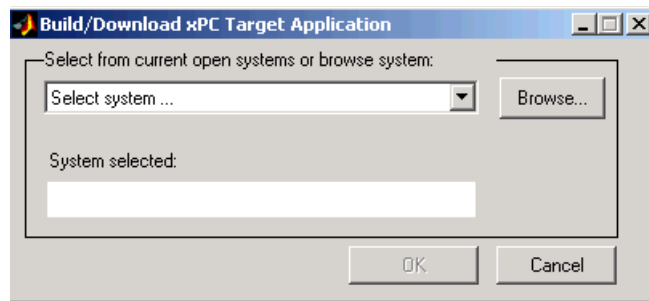 Build/Download xPC Target Application
Select from current open systems or browse system:
Select system ...
Browse...
System selected:
OK
Cancel